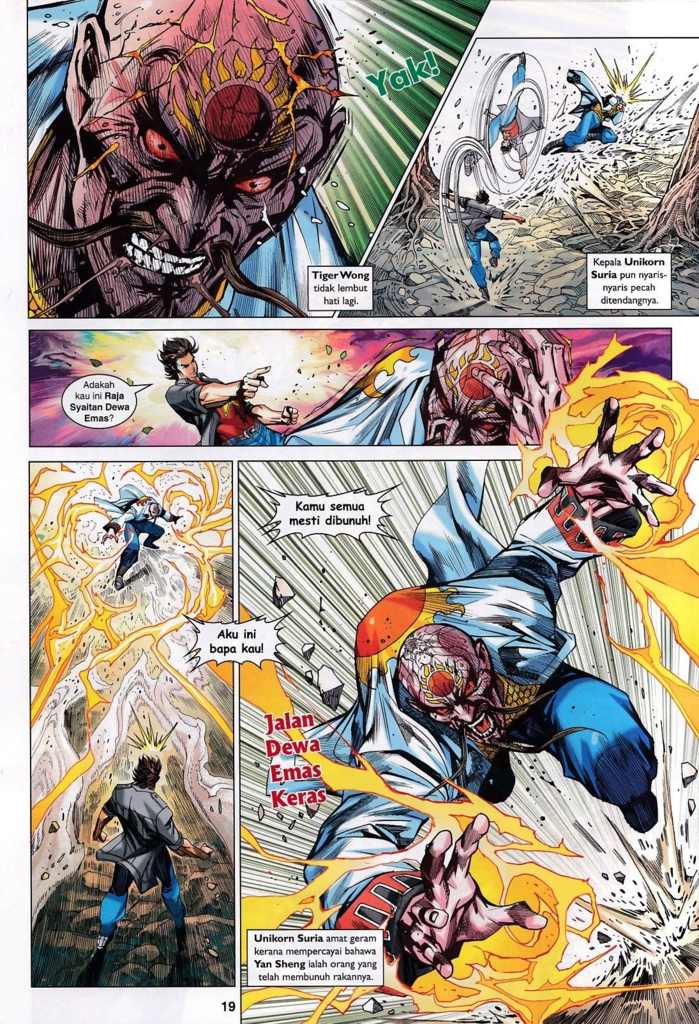 Yak!
Tiger Wong
tidak lembut
hati lagi.
Kepala Unikorn
Suria pun nyaris-
nyaris pecah
ditendangnya.
Adakah
kau ini Raja
Syaitan Dewa
Emas?
Kamu semua
mesti dibunuh!
Aku ini
bapa kau!
Jalan
Dewa
Emas
Keras
Unikorn Suria amat geram
kerana mempercayai bahawa
Yan Sheng ialah orang yang
telah membunuh rakannya.
19